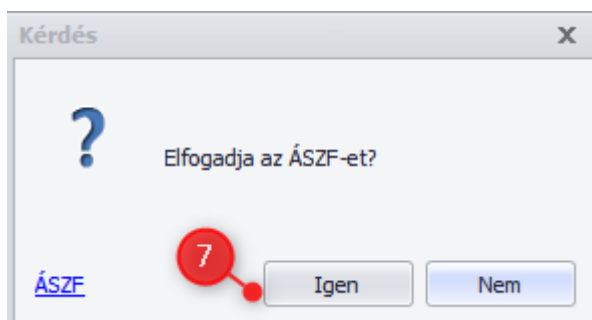 Kérdés x
?
Elfogadja az ÁSZF-et?
7
ÁSZF Igen Nem